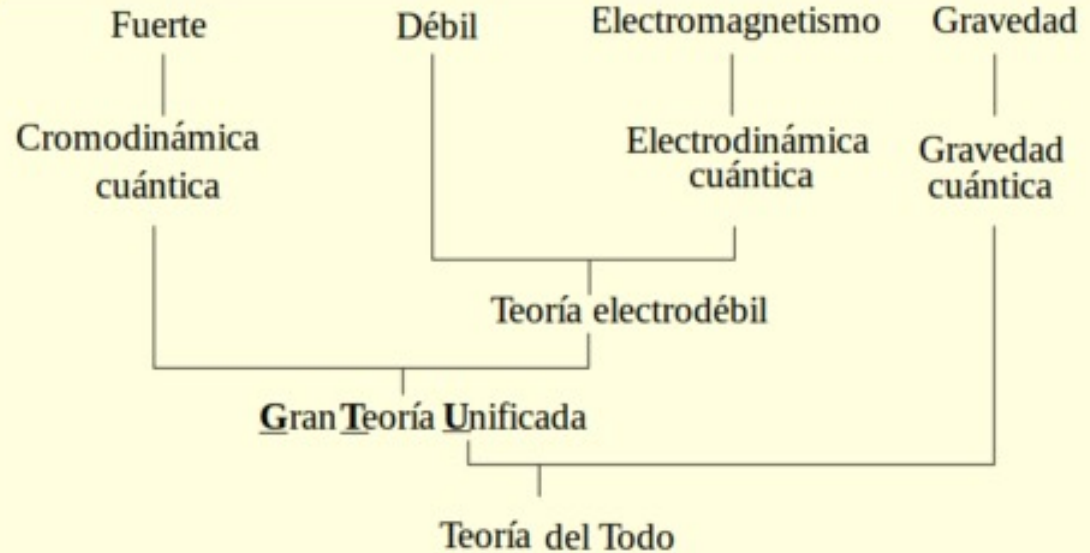 Fuerte
Débil
Electromagnetismo
Gravedad
Cromodinámica
cuántica
Electrodinámica
cuántica
Gravedad
cuántica
Teoría electrodébil
Gran Teoría Unificada
Teoría del Todo